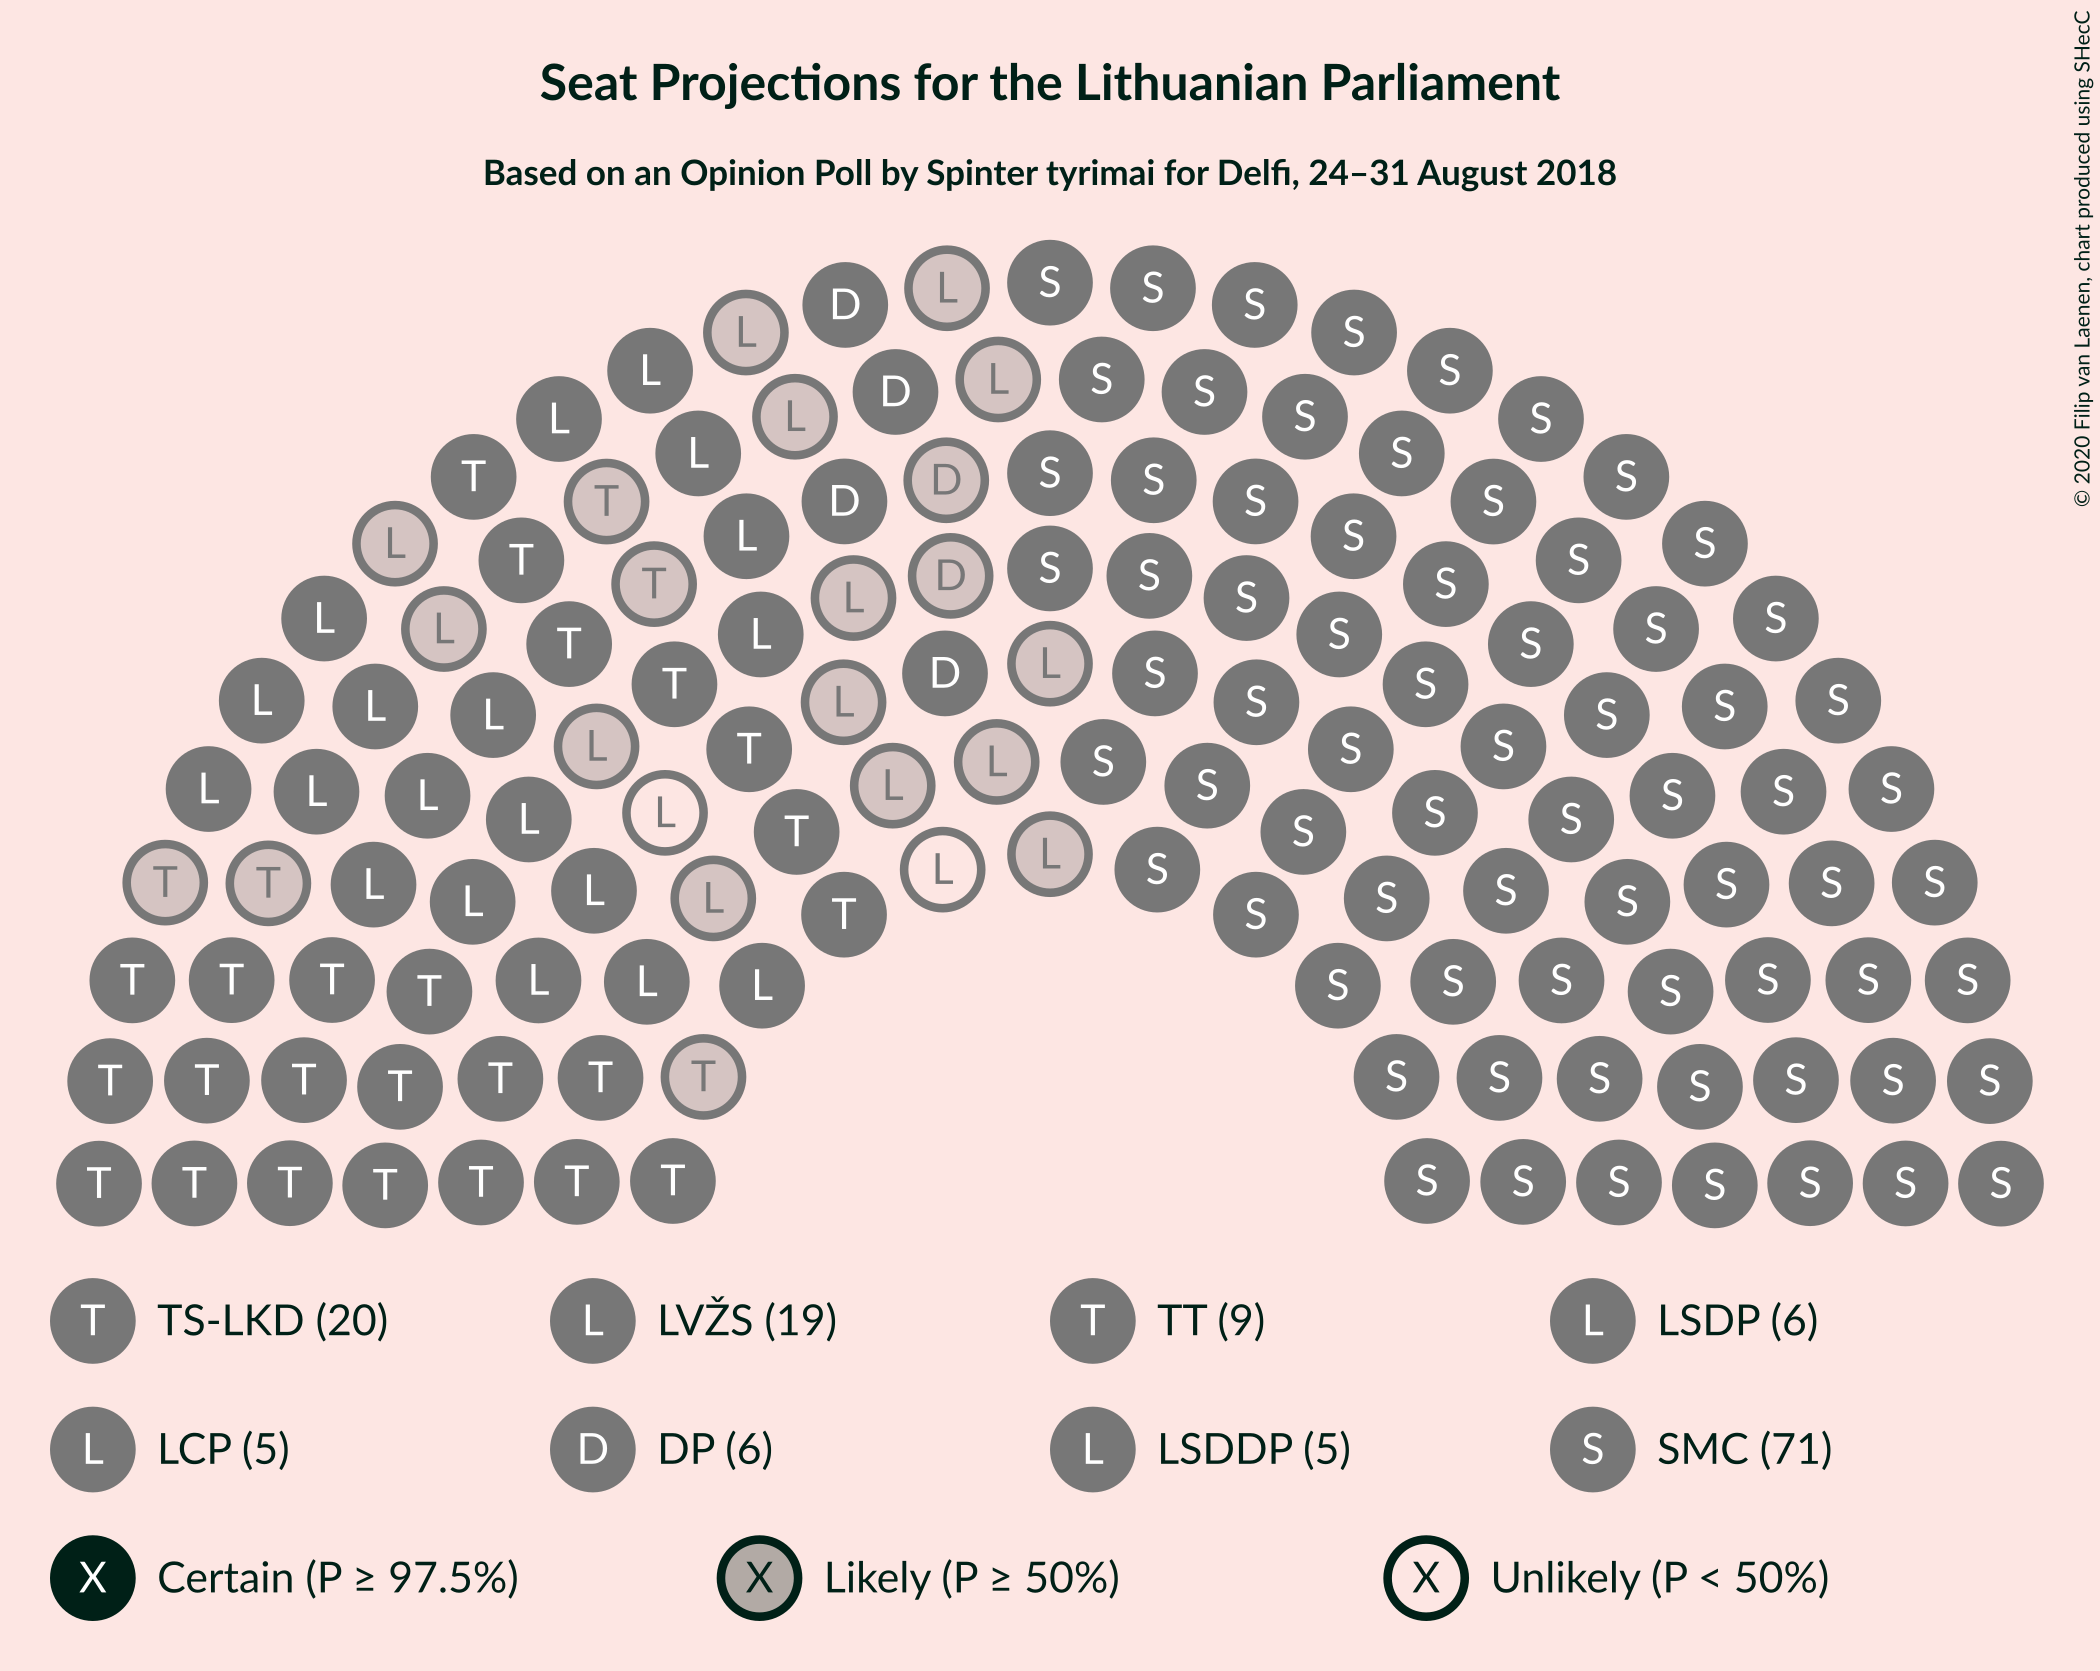 Seat Projections for the Lithuanian Parliament
Based on an Opinion Poll by Spinter tyrimai for Delfi, 24–31 August 2018
© 2020 Filip van Laenen, chart produced using SHecC
L D L S S S S
L L D L S S S S S
T L L D D S S S S S S
L T T L L D S S S S S S
L L T T L L D L S S S S S S
L L L T T L L S S S S S S S
L L L L L T L L S S S S S S S
T T L L L L T L S S S S S S S
T T T T L L L S S S S S S S
T T T T T T T S S S S S S S
T T T T T T T S S S S S S S
T TS-LKD (20) L LVŽS (19) T TT (9) L LSDP (6)
L LCP (5) D DP (6) L LSDDP (5) S SMC (71)
X Certain (P ≥ 97.5%) X Likely (P ≥ 50%) X Unlikely (P < 50%)